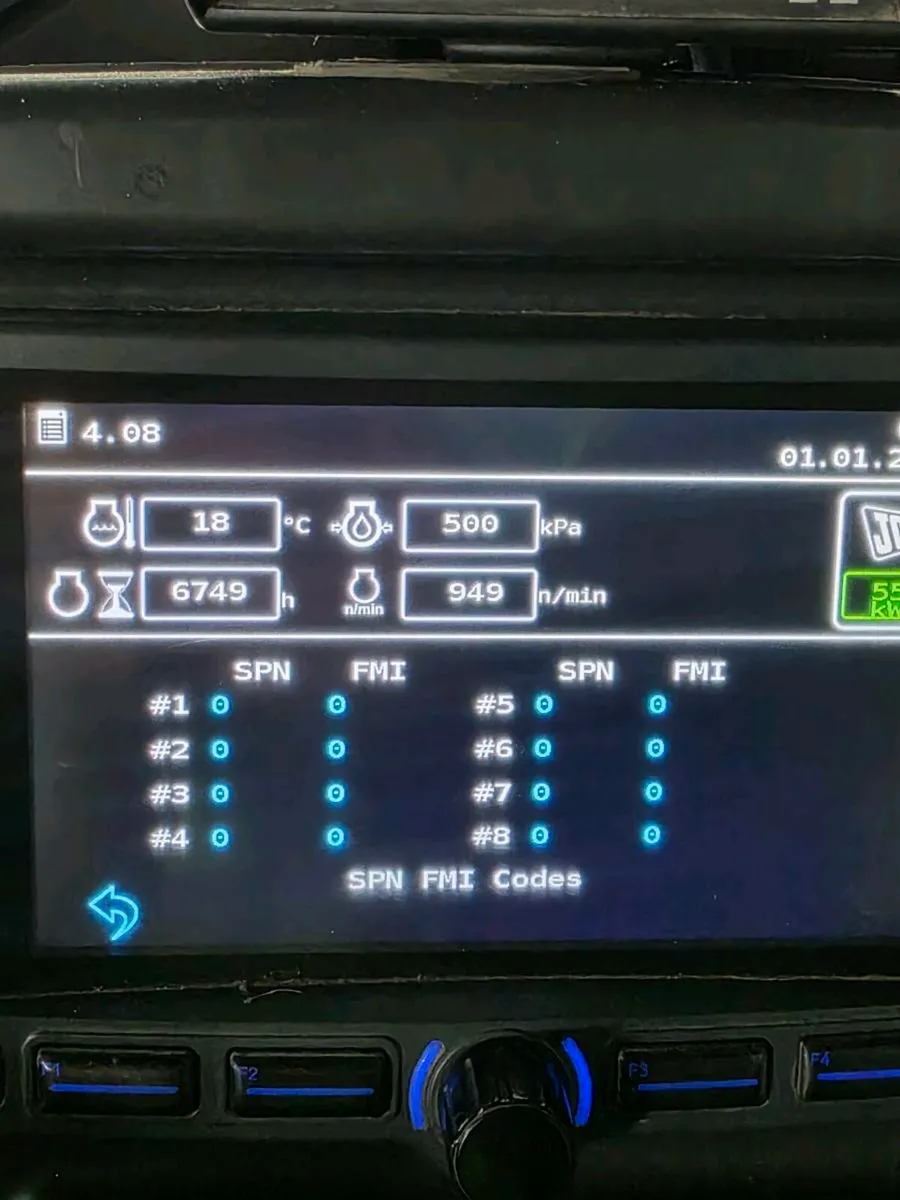 4.08
01.01.2
18 °C 500 kPa
6749 h n/min 949 n/min
55
kW
SPN FMI SPN FMI
#1 0 0 #5 0 0
#2 0 0 #6 0 0
#3 0 0 #7 0 0
#4 0 0 #8 0 0
SPN FMI Codes
F1 F2 F3 F4